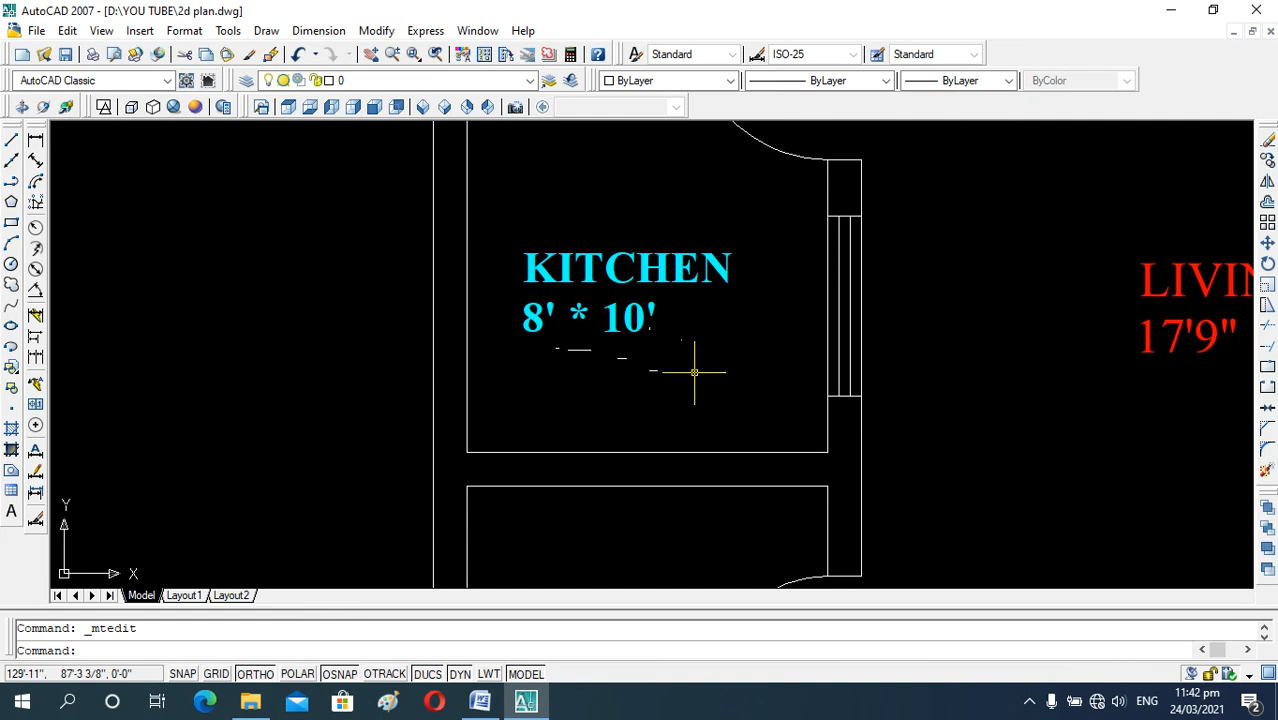 AutoCAD 2007 - [D:\YOU TUBE\2d plan.dwg]
File Edit View Insert Format Tools Draw Dimension Modify Express Window Help
Standard ISO-25 Standard
AutoCAD Classic 0 ByLayer ByLayer ByLayer ByColor
KITCHEN
8' * 10'
LIVIN
17'9"
Y
X
Model Layout1 Layout2
Command: _mtedit
Command:
129'-11", 87'-3 3/8", 0'-0" SNAP GRID ORTHO POLAR OSNAP OTRACK DUCS DYN LWT MODEL
ENG
11:42 pm
24/03/2021
2